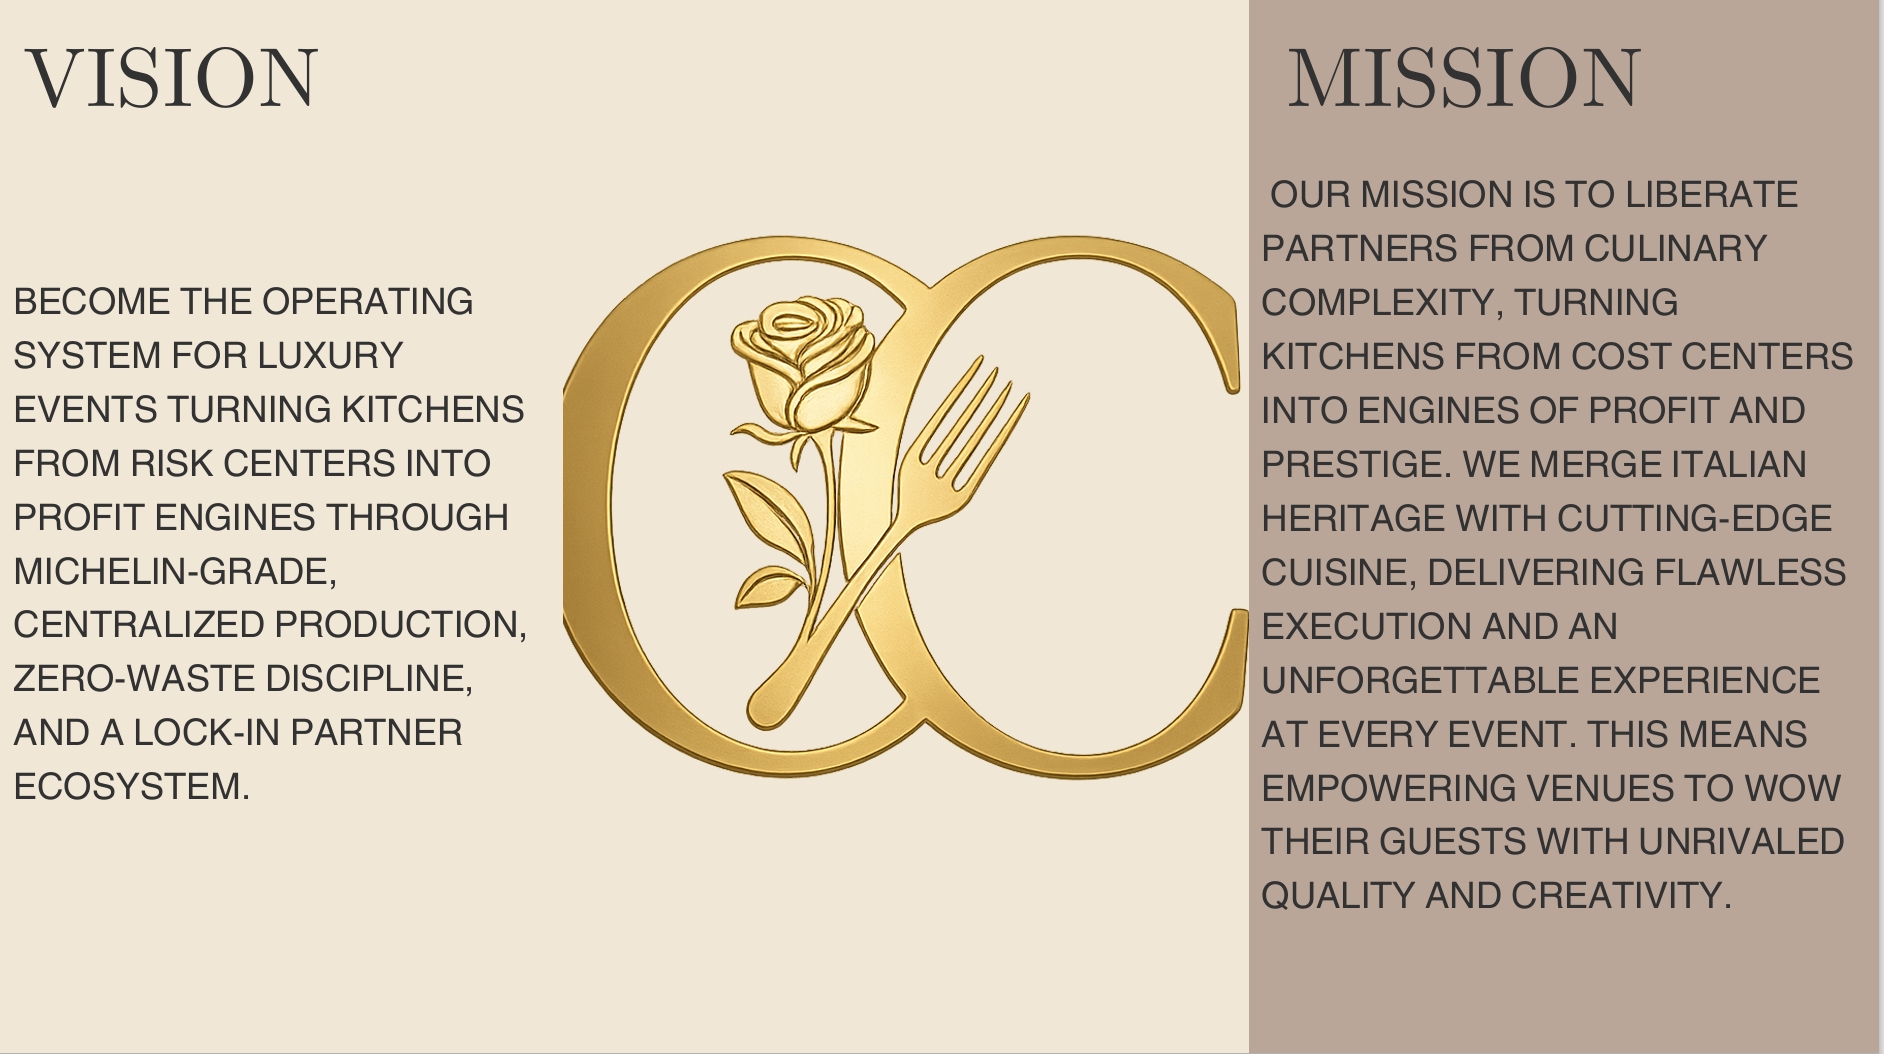 VISION
BECOME THE OPERATING
SYSTEM FOR LUXURY
EVENTS TURNING KITCHENS
FROM RISK CENTERS INTO
PROFIT ENGINES THROUGH
MICHELIN-GRADE,
CENTRALIZED PRODUCTION,
ZERO-WASTE DISCIPLINE,
AND A LOCK-IN PARTNER
ECOSYSTEM.
MISSION
OUR MISSION IS TO LIBERATE
PARTNERS FROM CULINARY
COMPLEXITY, TURNING
KITCHENS FROM COST CENTERS
INTO ENGINES OF PROFIT AND
PRESTIGE. WE MERGE ITALIAN
HERITAGE WITH CUTTING-EDGE
CUISINE, DELIVERING FLAWLESS
EXECUTION AND AN
UNFORGETTABLE EXPERIENCE
AT EVERY EVENT. THIS MEANS
EMPOWERING VENUES TO WOW
THEIR GUESTS WITH UNRIVALED
QUALITY AND CREATIVITY.